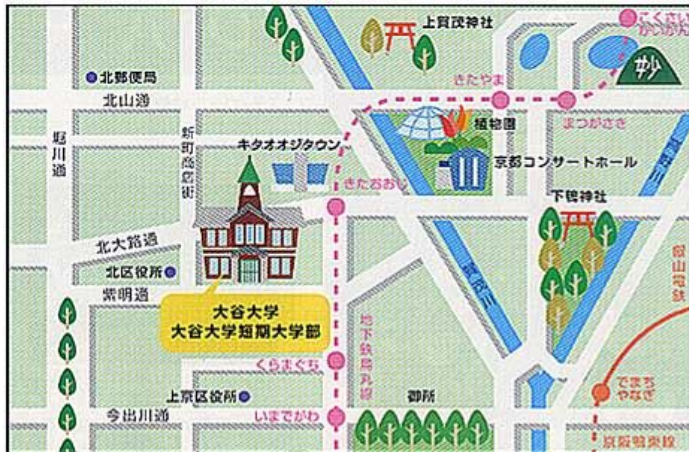 こくさい
かいかん
上賀茂神社
北郵便局
きたやま
妙
北山通
植物園
まつがさき
堀川通
新町商店街
キタオオジタウン
京都コンサートホール
きたおおじ
下鴨神社
北大路通
賀茂川
叡山電鉄
北区役所
紫明通
大谷大学
大谷大学短期大学部
地下鉄烏丸線
くらまぐち
上京区役所
御所
でまち
やなぎ
今出川通
いまでがわ
京阪鴨東線